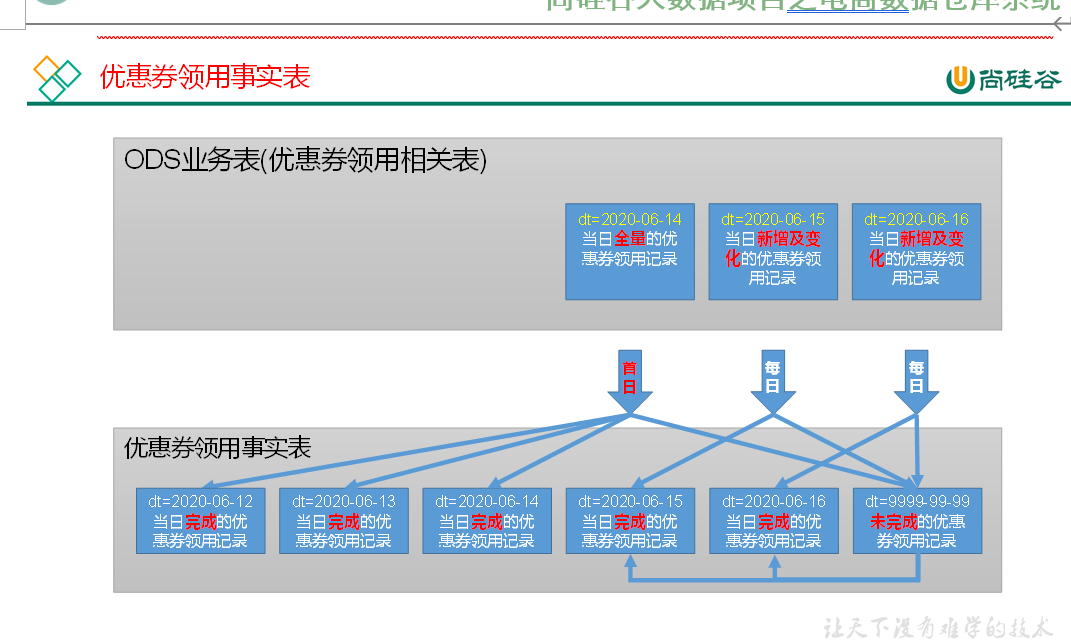 尚硅谷大数据项目之电商数据仓库系统
优惠券领用事实表
尚硅谷
ODS业务表(优惠券领用相关表)
dt=2020-06-14
当日全量的优
惠券领用记录
dt=2020-06-15
当日新增及变
化的优惠券领
用记录
dt=2020-06-16
当日新增及变
化的优惠券领
用记录
首
日
每
日
每
日
优惠券领用事实表
dt=2020-06-12
当日完成的优
惠券领用记录
dt=2020-06-13
当日完成的优
惠券领用记录
dt=2020-06-14
当日完成的优
惠券领用记录
dt=2020-06-15
当日完成的优
惠券领用记录
dt=2020-06-16
当日完成的优
惠券领用记录
dt=9999-99-99
未完成的优惠
券领用记录
让天下没有难学的技术